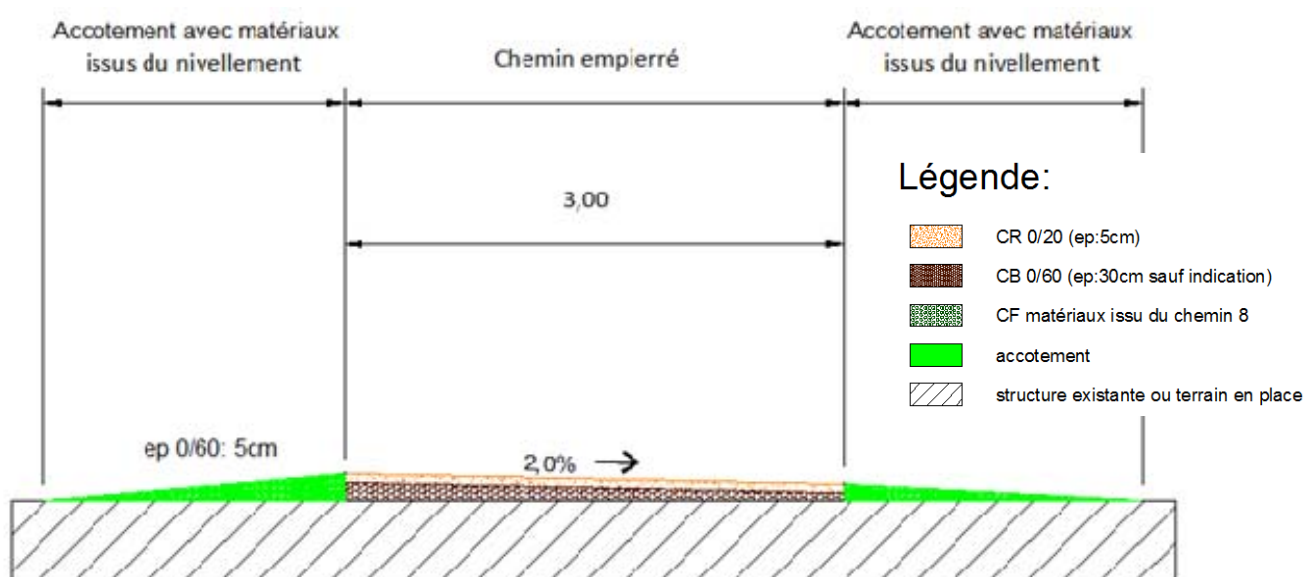 Accotement avec matériaux
issus du nivellement
Chemin empierré
Accotement avec matériaux
issus du nivellement
3,00
Légende:
CR 0/20 (ep:5cm)
CB 0/60 (ep:30cm sauf indication)
CF matériaux issu du chemin 8
accotement
structure existante ou terrain en place
ep 0/60: 5cm
2,0%